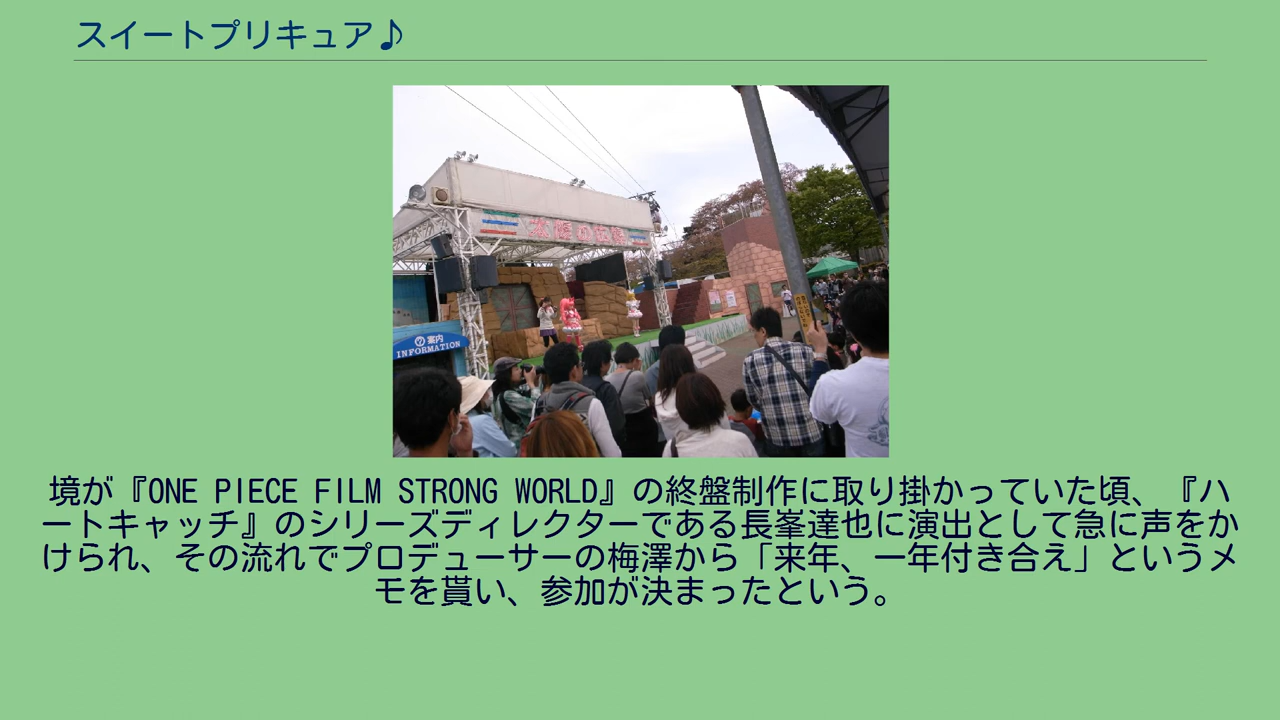 スイートプリキュア♪
案内
INFORMATION
境が『ONE PIECE FILM STRONG WORLD』の終盤制作に取り掛かっていた頃、『ハ
ートキャッチ』のシリーズディレクターである長峯達也に演出として急に声をか
けられ、その流れでプロデューサーの梅澤から「来年、一年付き合え」というメ
モを貰い、参加が決まったという。